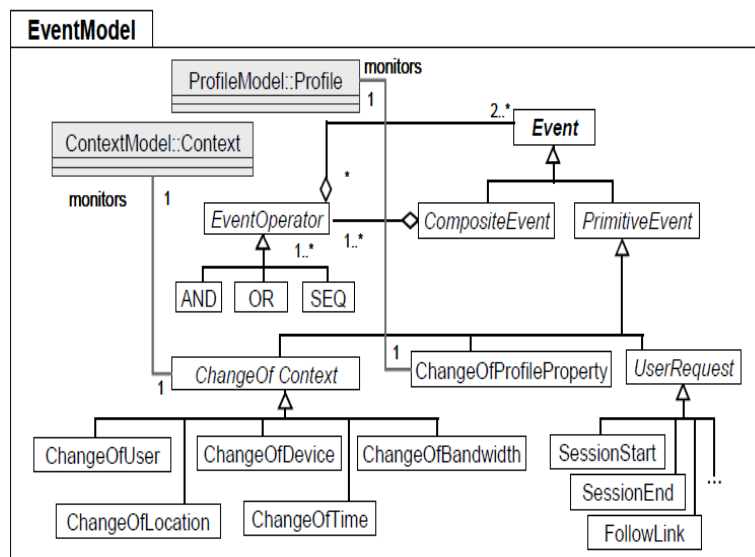 EventModel
ProfileModel::Profile
monitors
1
2..*
Event
ContextModel::Context
monitors
1
*
EventOperator
1..*
CompositeEvent
PrimitiveEvent
1..*
AND
OR
SEQ
1
ChangeOf Context
1
ChangeOfProfileProperty
UserRequest
ChangeOfUser
ChangeOfDevice
ChangeOfBandwidth
SessionStart
...
SessionEnd
ChangeOfLocation
ChangeOfTime
FollowLink